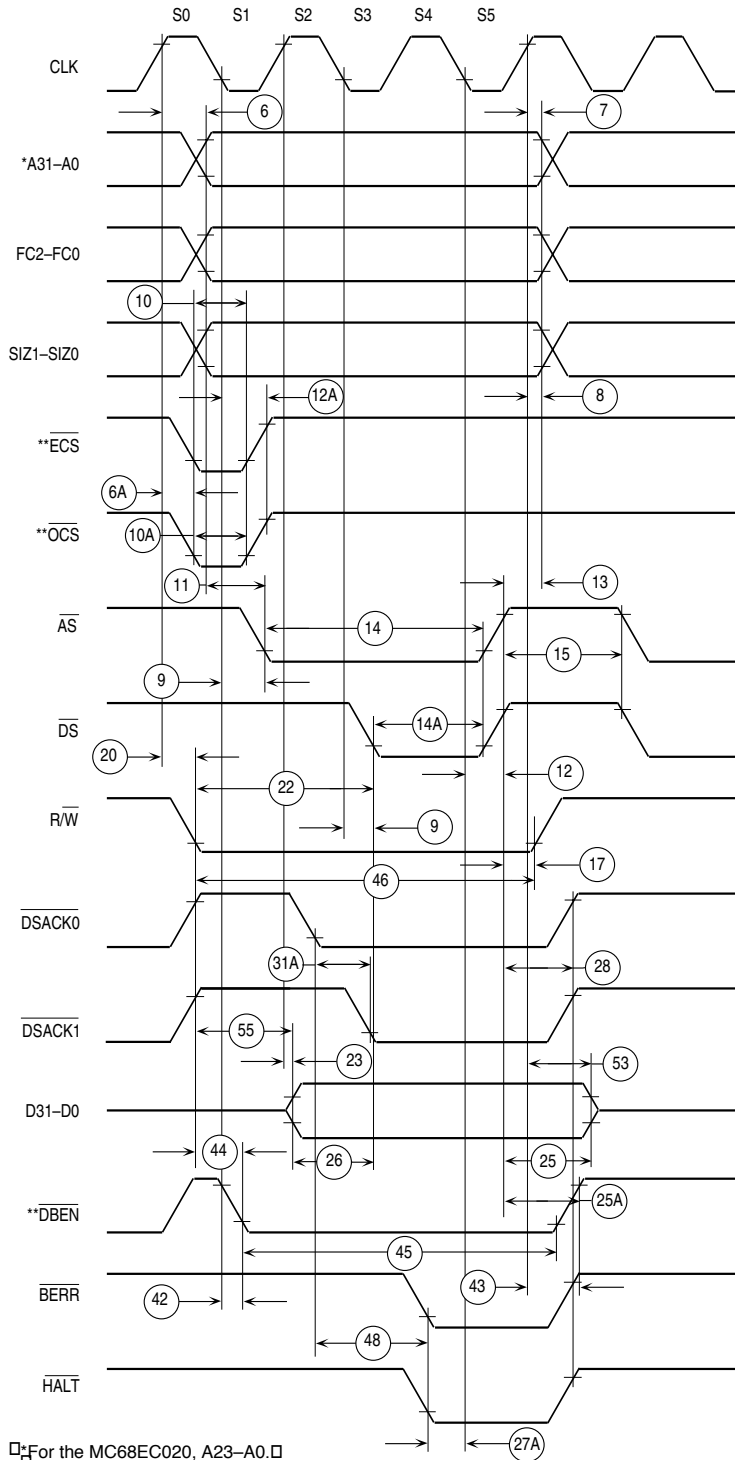 S0 S1 S2 S3 S4 S5
CLK
6 7
*A31–A0
FC2–FC0
10
SIZ1–SIZ0
12A 8
**ECS
6A
**OCS 10A
11 13
AS 14
15
9
DS 14A
20 12
22
R/W 9
17
46
DSACK0
31A 28
DSACK1 55
23 53
D31–D0
44 26 25
**DBEN 25A
45
BERR 42 43
48
HALT
27A
*For the MC68EC020, A23–A0.